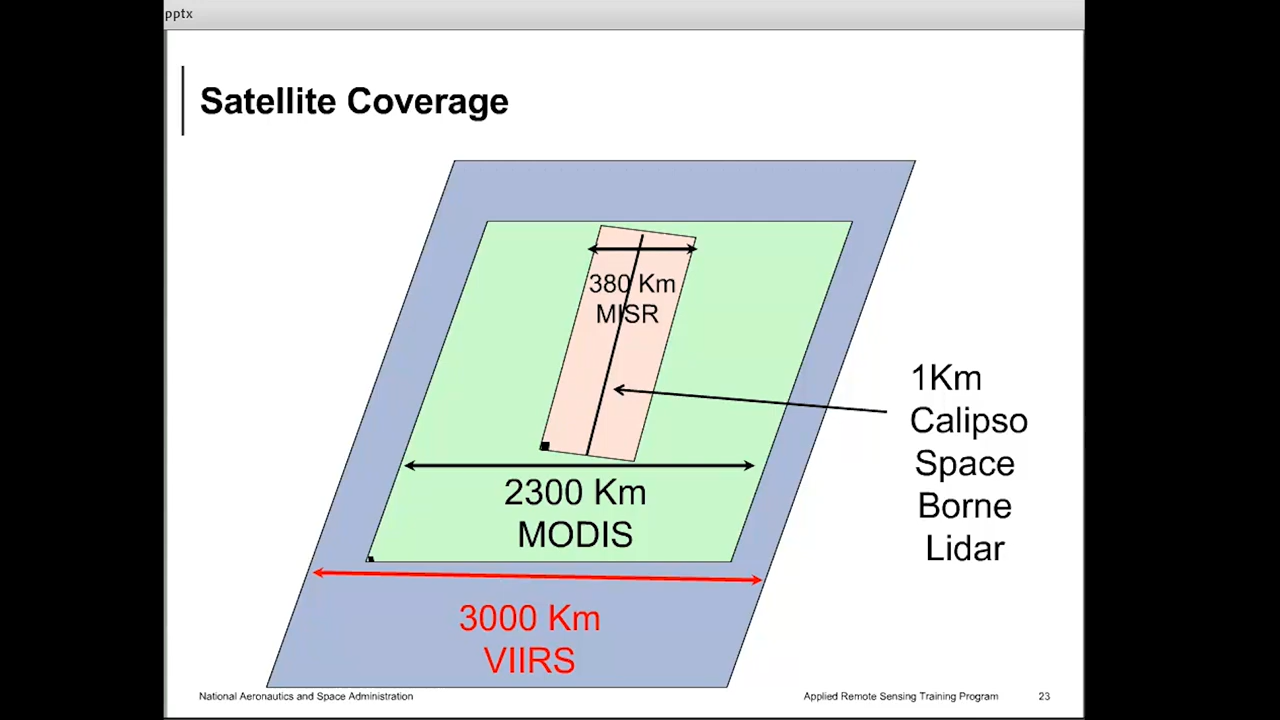 pptx
Satellite Coverage
380 Km
MISR
1Km
Calipso
Space
Borne
Lidar
2300 Km
MODIS
3000 Km
VIIRS
National Aeronautics and Space Administration
Applied Remote Sensing Training Program
23